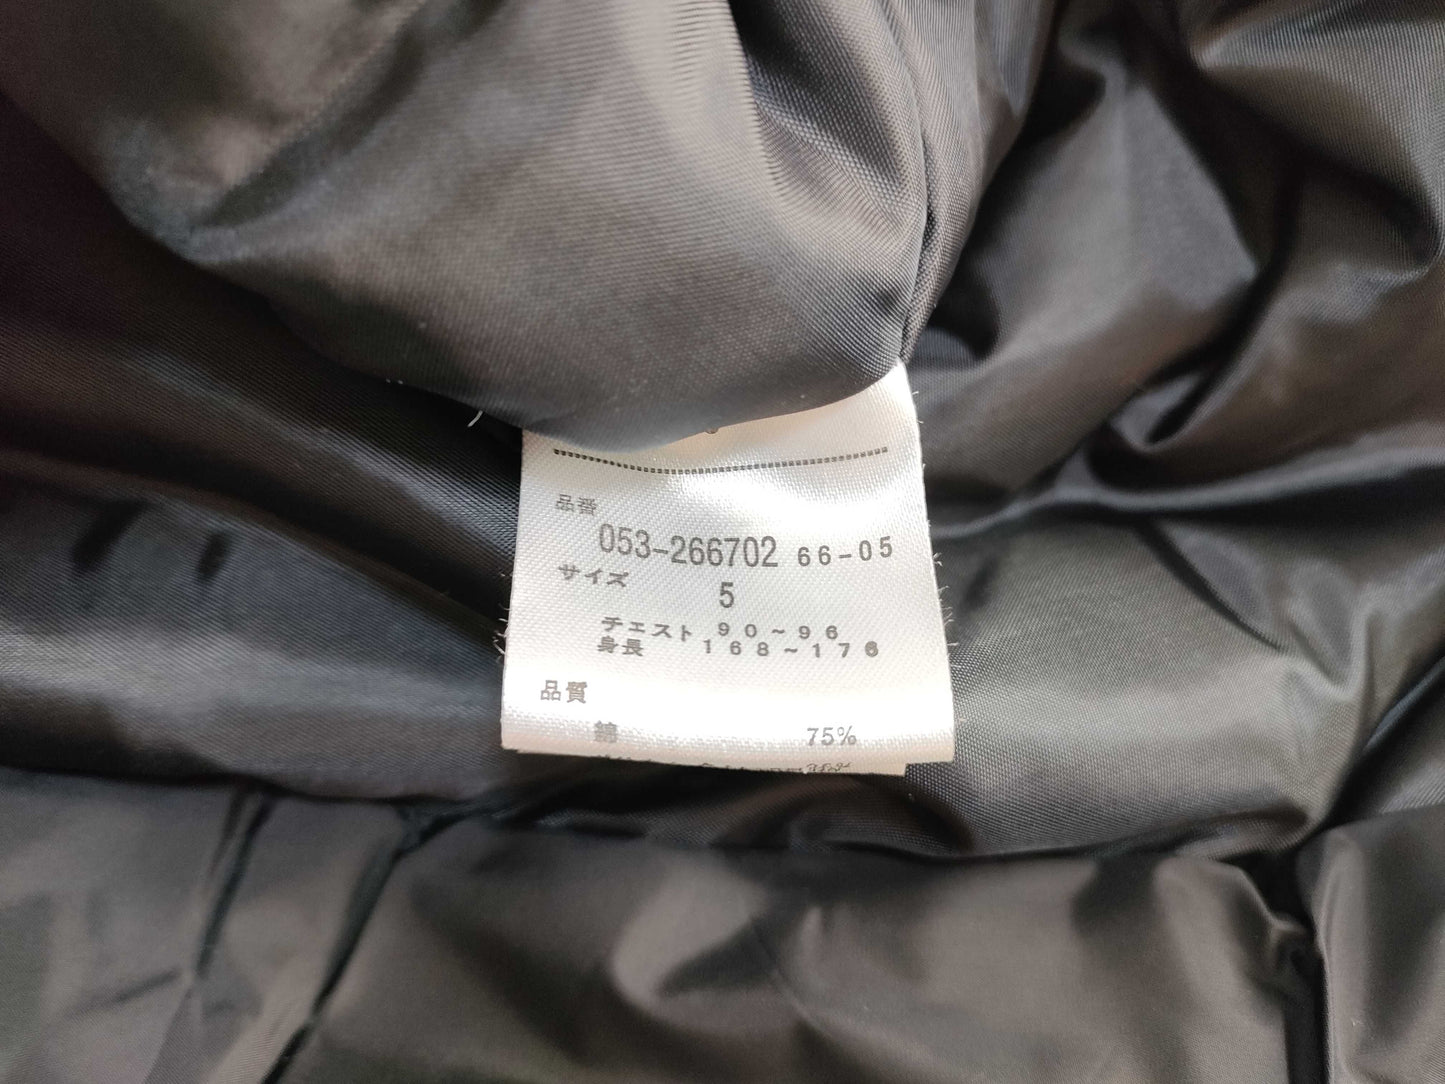 品番
053-266702 66-05
サイズ 5
チェスト 90~96
身長 168~176
品質
綿 75%